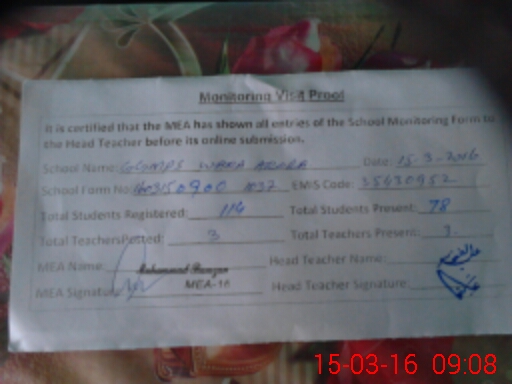 Monitoring Visit Proof
It is certified that the MEA has shown all entries of the School Monitoring Form to
the Head Teacher before its online submission.
School Name: Date: 15-3-2016
School Form No: EMIS Code: 35430952
Total Students Registered: 116 Total Students Present: 78
Total Teachers Posted: 3 Total Teachers Present: 3
MEA Name: Muhammad Head Teacher Name:
MEA Signature: MEA-16 Head Teacher Signature:
15-03-16 09:08